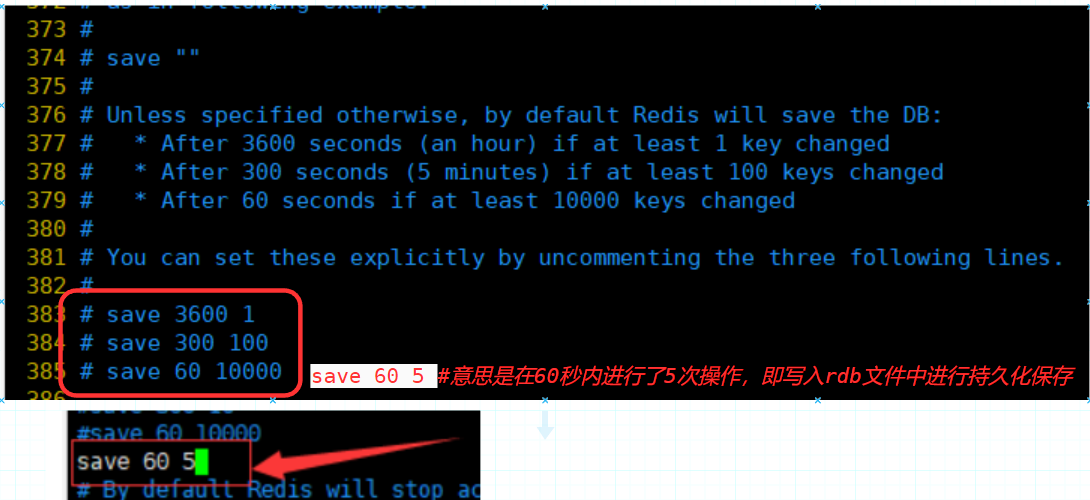 372 # as in following example.
373 #
374 # save ""
375 #
376 # Unless specified otherwise, by default Redis will save the DB:
377 #   * After 3600 seconds (an hour) if at least 1 key changed
378 #   * After 300 seconds (5 minutes) if at least 100 keys changed
379 #   * After 60 seconds if at least 10000 keys changed
380 #
381 # You can set these explicitly by uncommenting the three following lines.
382 #
383 # save 3600 1
384 # save 300 100
385 # save 60 10000
save 60 5 #意思是在60秒内进行了5次操作，即写入rdb文件中进行持久化保存
386
#save 60 10000
save 60 5
# By default Redis will stop ac